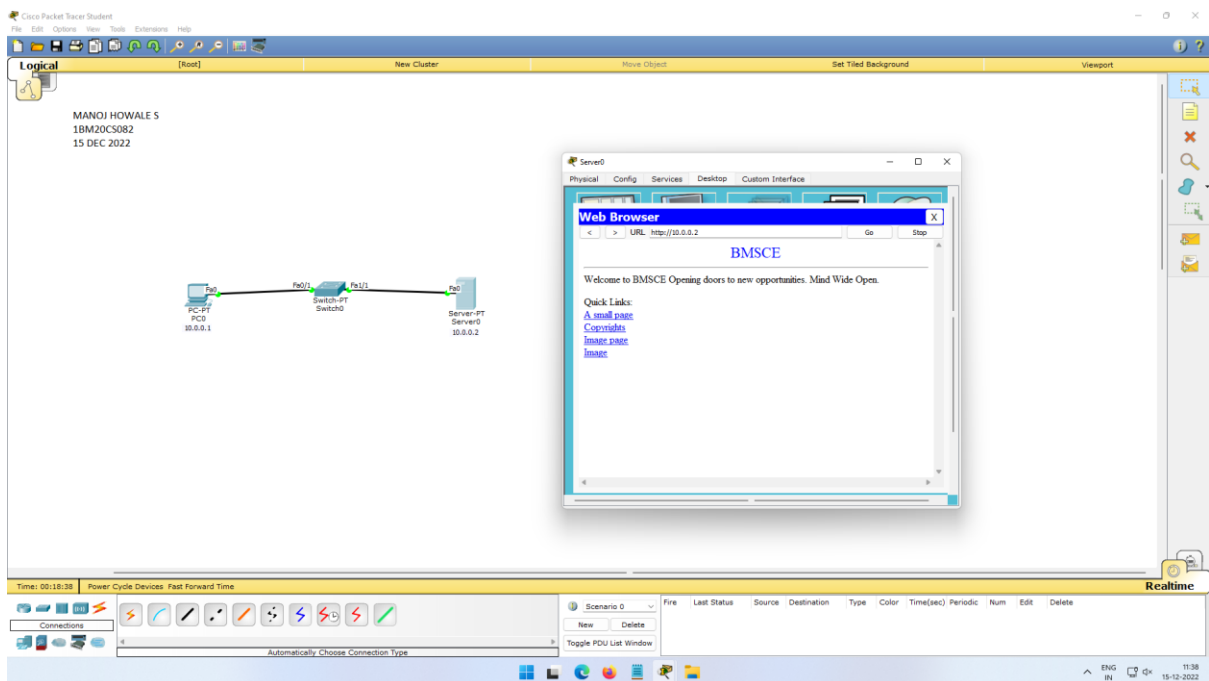 Cisco Packet Tracer Student
File Edit Options View Tools Extensions Help
Logical [Root] New Cluster Move Object Set Tiled Background Viewport
MANOJ HOWALE S
1BM20CS082
15 DEC 2022
Server0
Physical Config Services Desktop Custom Interface
Web Browser X
< > URL http://10.0.0.2 Go Stop
BMSCE
Welcome to BMSCE Opening doors to new opportunities. Mind Wide Open.
Quick Links:
A small page
Copyrights
Image page
Image
Fa0 Fa0/1 Fa1/1 Fa0
PC-PT
PC0
10.0.0.1
Switch-PT
Switch0
Server-PT
Server0
10.0.0.2
Time: 00:18:38 Power Cycle Devices Fast Forward Time Realtime
Connections
Automatically Choose Connection Type
Scenario 0
New Delete
Toggle PDU List Window
Fire Last Status Source Destination Type Color Time(sec) Periodic Num Edit Delete
ENG
IN
11:38
15-12-2022